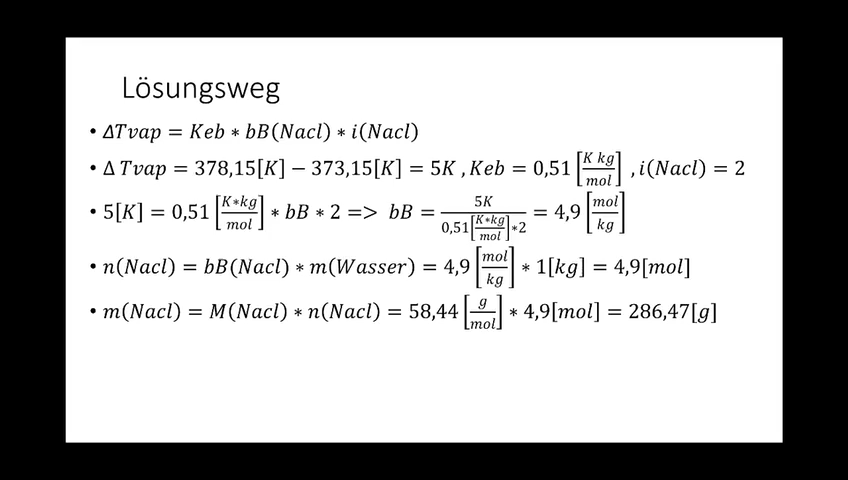 Lösungsweg
• ΔTvap = Keb ∗ bB(Nacl) ∗ i(Nacl)
• Δ Tvap = 378,15[K] − 373,15[K] = 5K , Keb = 0,51 [K kg/mol] , i(Nacl) = 2
• 5[K] = 0,51 [K∗kg/mol] ∗ bB ∗ 2 => bB = 5K/(0,51[K∗kg/mol]∗2) = 4,9 [mol/kg]
• n(Nacl) = bB(Nacl) ∗ m(Wasser) = 4,9 [mol/kg] ∗ 1[kg] = 4,9[mol]
• m(Nacl) = M(Nacl) ∗ n(Nacl) = 58,44 [g/mol] ∗ 4,9[mol] = 286,47[g]